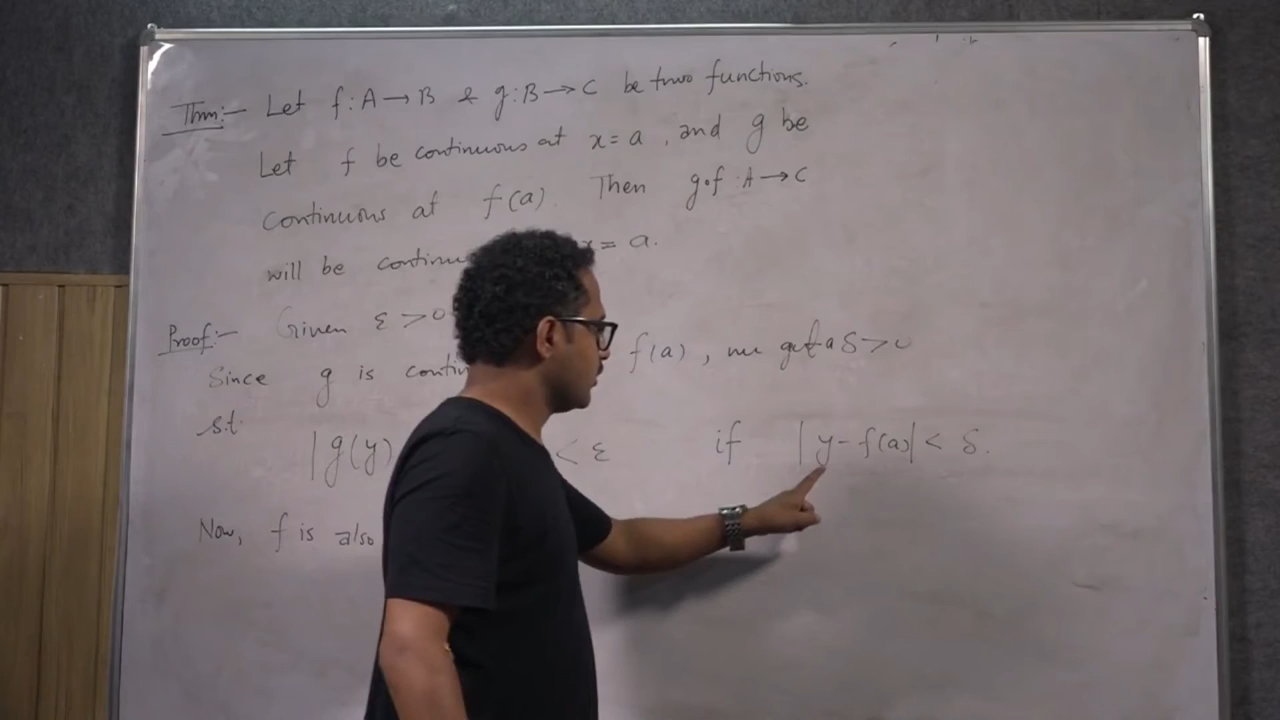 Thm:- Let f:A→B & g:B→C be two functions.
Let f be continuous at x=a, and g be
continuous at f(a). Then g∘f:A→C
will be continu x=a.
Proof:- Given ε>0
Since g is contin f(a), we get a δ>0
s.t.
|g(y) <ε if |y-f(a)|<δ.
Now, f is also